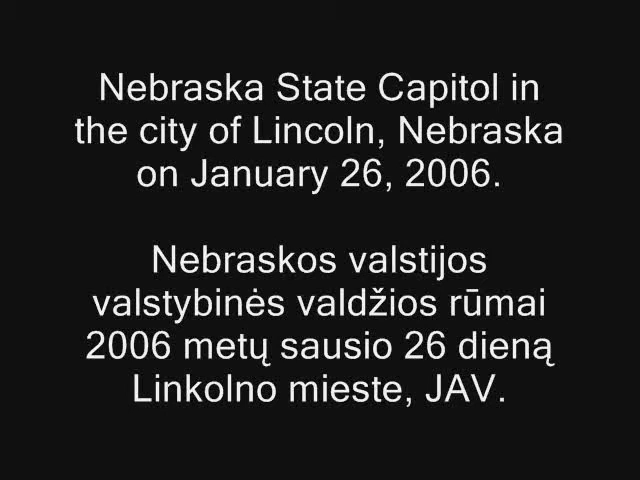 Nebraska State Capitol in
the city of Lincoln, Nebraska
on January 26, 2006.
Nebraskos valstijos
valstybinės valdžios rūmai
2006 metų sausio 26 dieną
Linkolno mieste, JAV.